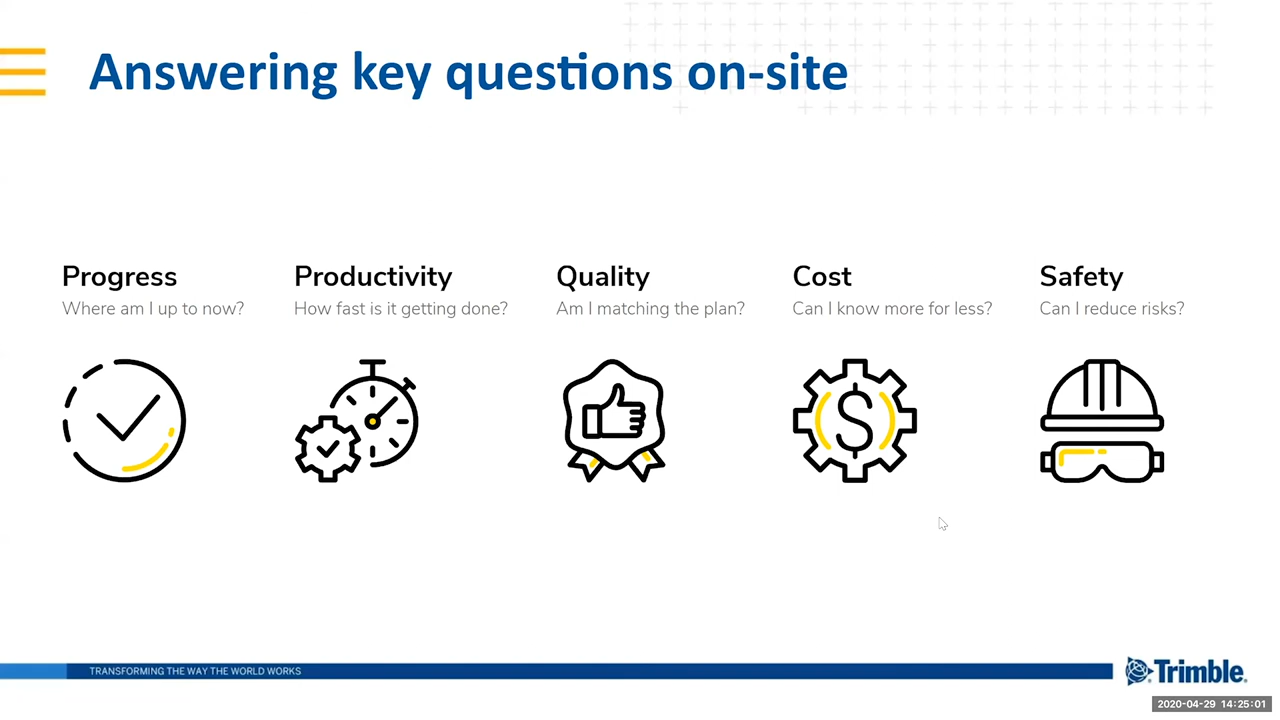 Answering key questions on-site
Progress
Where am I up to now?
Productivity
How fast is it getting done?
Quality
Am I matching the plan?
Cost
Can I know more for less?
Safety
Can I reduce risks?
$
TRANSFORMING THE WAY THE WORLD WORKS
Trimble.
2020-04-29 14:25:01